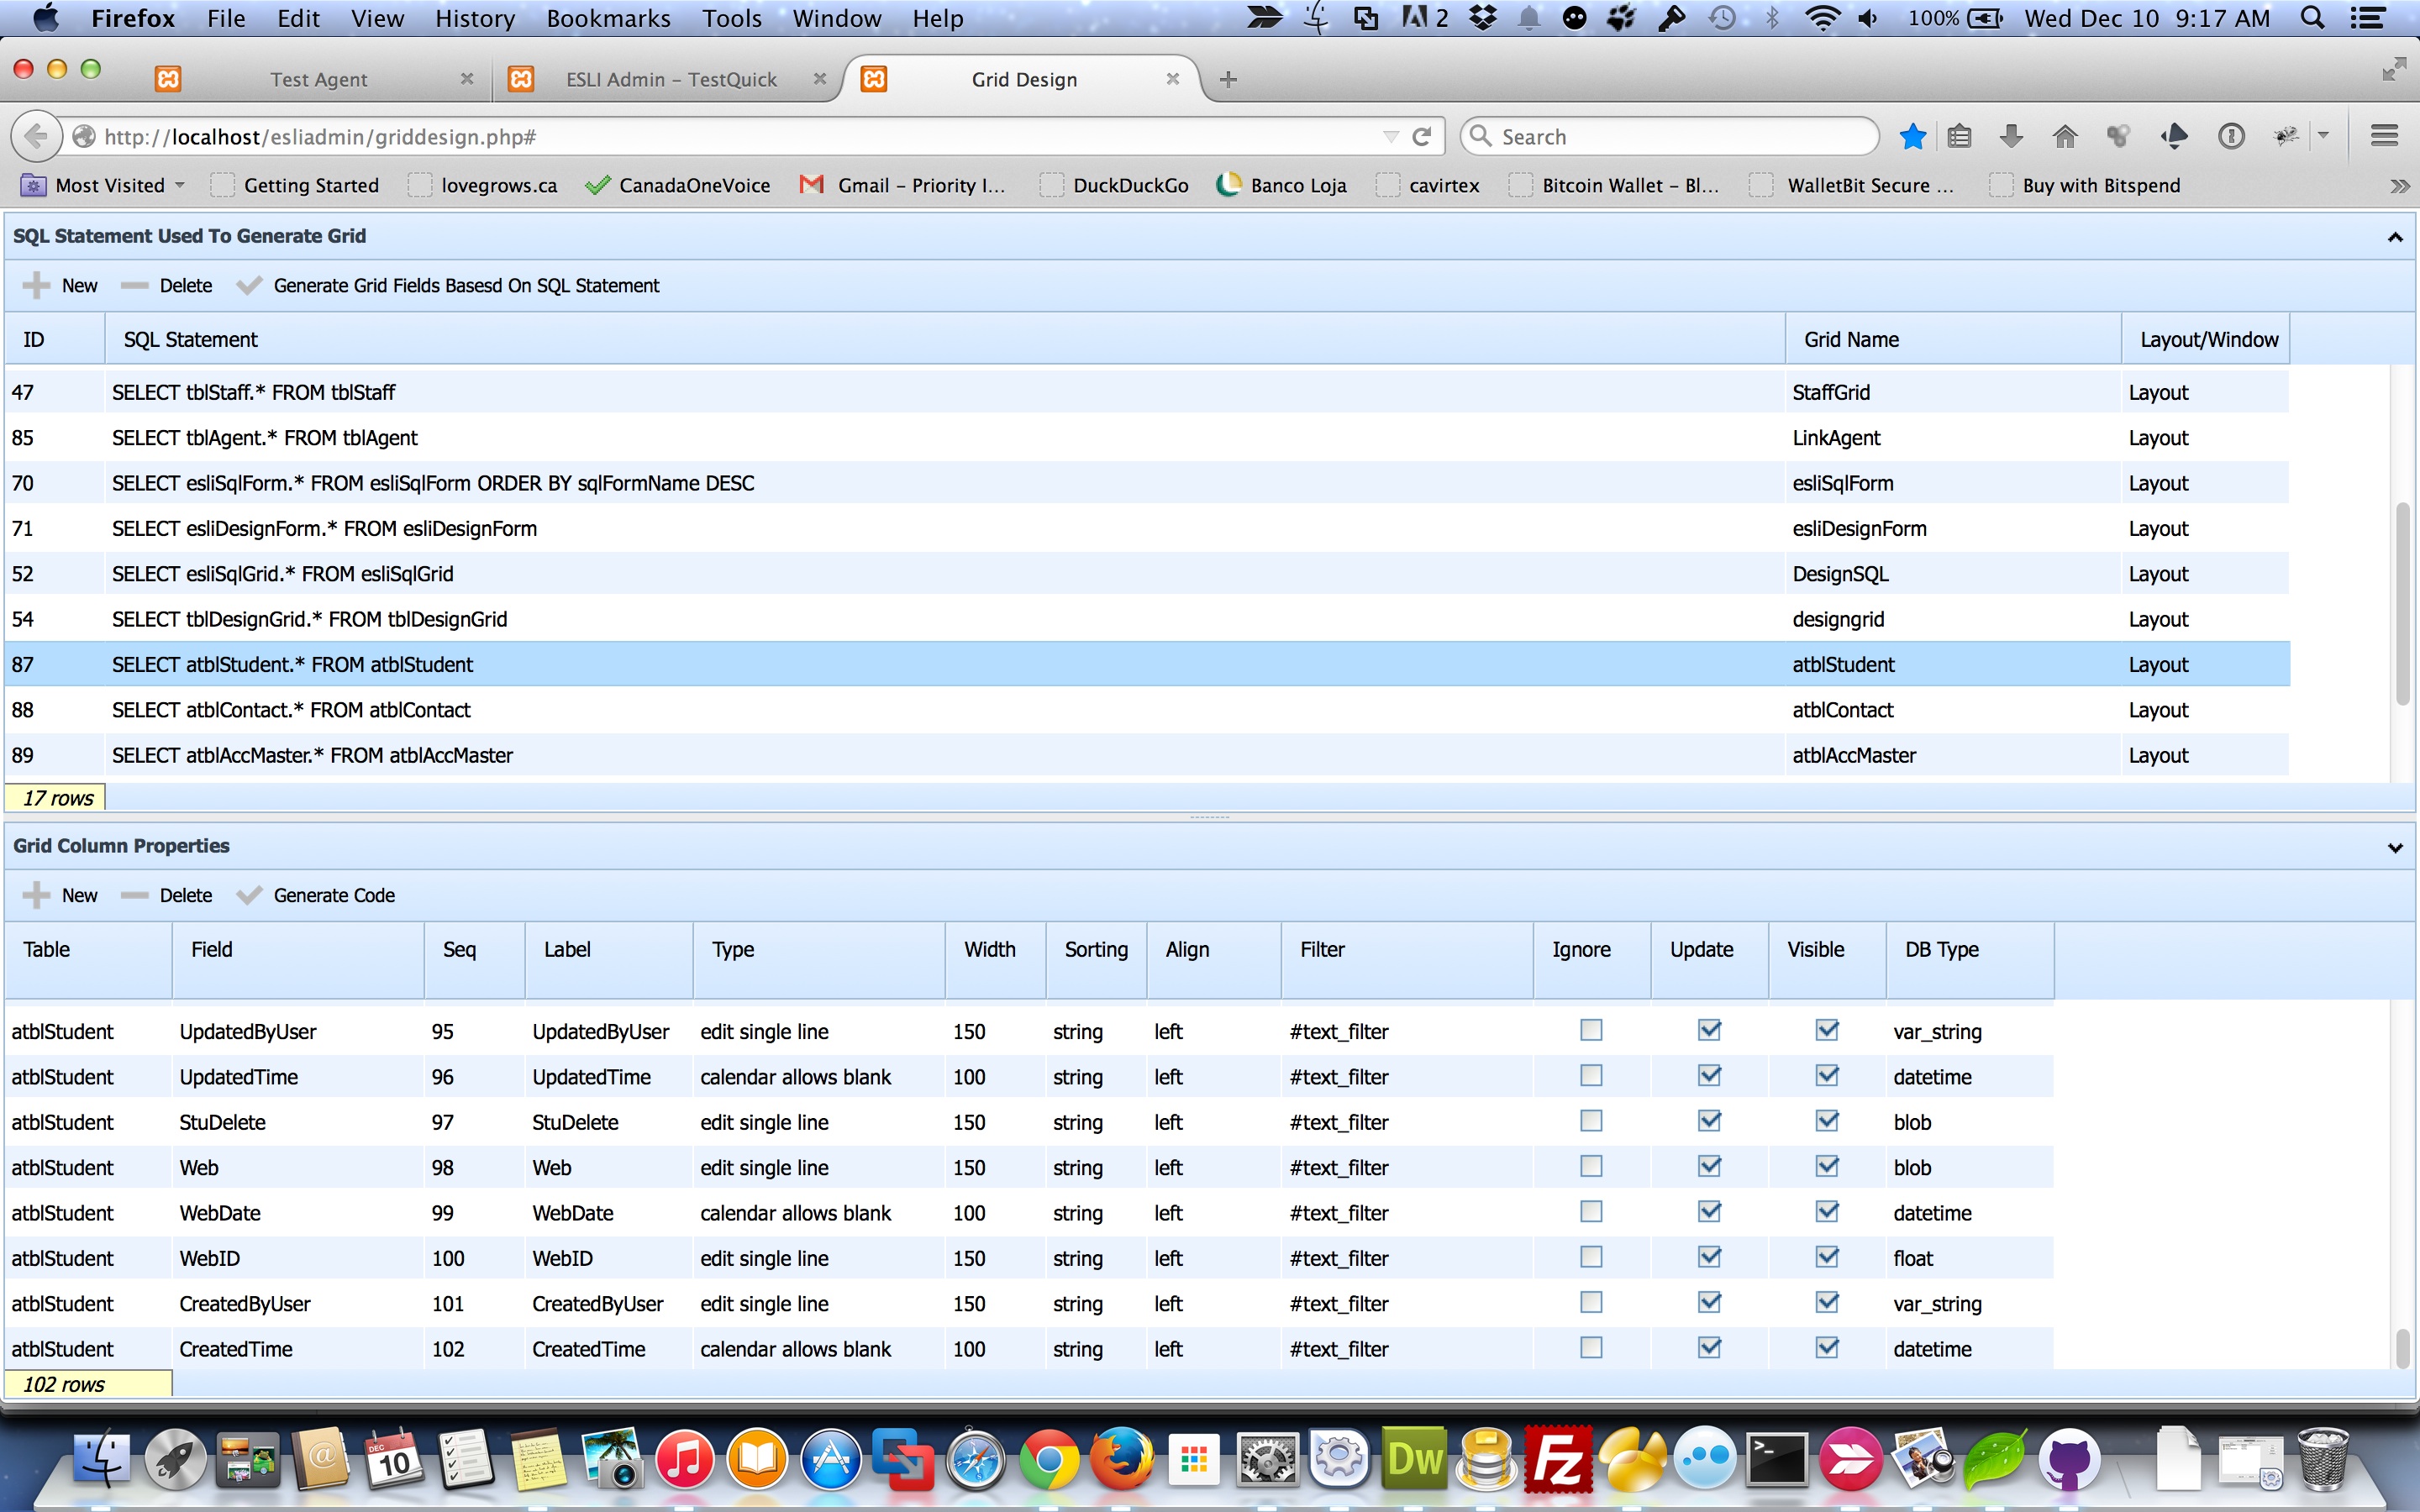 Firefox File Edit View History Bookmarks Tools Window Help 2 100% Wed Dec 10 9:17 AM
Test Agent ESLI Admin – TestQuick Grid Design
http://localhost/esliadmin/griddesign.php# Search
Most Visited Getting Started lovegrows.ca CanadaOneVoice Gmail – Priority I... DuckDuckGo Banco Loja cavirtex Bitcoin Wallet – Bl... WalletBit Secure ... Buy with Bitspend
SQL Statement Used To Generate Grid
New Delete Generate Grid Fields Basesd On SQL Statement
ID SQL Statement Grid Name Layout/Window
47 SELECT tblStaff.* FROM tblStaff StaffGrid Layout
85 SELECT tblAgent.* FROM tblAgent LinkAgent Layout
70 SELECT esliSqlForm.* FROM esliSqlForm ORDER BY sqlFormName DESC esliSqlForm Layout
71 SELECT esliDesignForm.* FROM esliDesignForm esliDesignForm Layout
52 SELECT esliSqlGrid.* FROM esliSqlGrid DesignSQL Layout
54 SELECT tblDesignGrid.* FROM tblDesignGrid designgrid Layout
87 SELECT atblStudent.* FROM atblStudent atblStudent Layout
88 SELECT atblContact.* FROM atblContact atblContact Layout
89 SELECT atblAccMaster.* FROM atblAccMaster atblAccMaster Layout
17 rows
Grid Column Properties
New Delete Generate Code
Table Field Seq Label Type Width Sorting Align Filter Ignore Update Visible DB Type
atblStudent UpdatedByUser 95 UpdatedByUser edit single line 150 string left #text_filter var_string
atblStudent UpdatedTime 96 UpdatedTime calendar allows blank 100 string left #text_filter datetime
atblStudent StuDelete 97 StuDelete edit single line 150 string left #text_filter blob
atblStudent Web 98 Web edit single line 150 string left #text_filter blob
atblStudent WebDate 99 WebDate calendar allows blank 100 string left #text_filter datetime
atblStudent WebID 100 WebID edit single line 150 string left #text_filter float
atblStudent CreatedByUser 101 CreatedByUser edit single line 150 string left #text_filter var_string
atblStudent CreatedTime 102 CreatedTime calendar allows blank 100 string left #text_filter datetime
102 rows
DEC
10
Dw
Fz